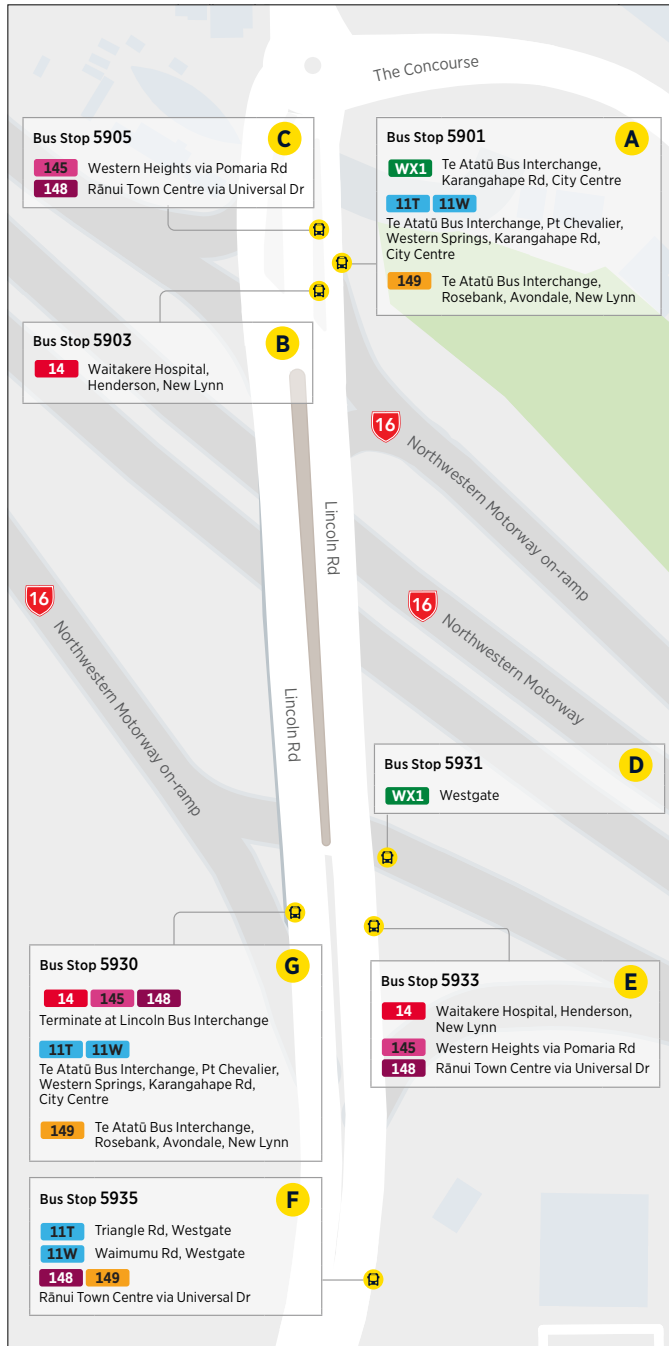 The Concourse
Bus Stop 5905
C
145 Western Heights via Pomaria Rd
148 Rānui Town Centre via Universal Dr
Bus Stop 5901
A
WX1 Te Atatū Bus Interchange,
Karangahape Rd, City Centre
11T 11W
Te Atatū Bus Interchange, Pt Chevalier,
Western Springs, Karangahape Rd,
City Centre
149 Te Atatū Bus Interchange,
Rosebank, Avondale, New Lynn
Bus Stop 5903
B
14 Waitakere Hospital,
Henderson, New Lynn
16
Northwestern Motorway on-ramp
Lincoln Rd
16
Northwestern Motorway
16
Northwestern Motorway on-ramp
Lincoln Rd
Bus Stop 5931
D
WX1 Westgate
Bus Stop 5930
G
14 145 148
Terminate at Lincoln Bus Interchange
11T 11W
Te Atatū Bus Interchange, Pt Chevalier,
Western Springs, Karangahape Rd,
City Centre
149 Te Atatū Bus Interchange,
Rosebank, Avondale, New Lynn
Bus Stop 5933
E
14 Waitakere Hospital, Henderson,
New Lynn
145 Western Heights via Pomaria Rd
148 Rānui Town Centre via Universal Dr
Bus Stop 5935
F
11T Triangle Rd, Westgate
11W Waimumu Rd, Westgate
148 149
Rānui Town Centre via Universal Dr